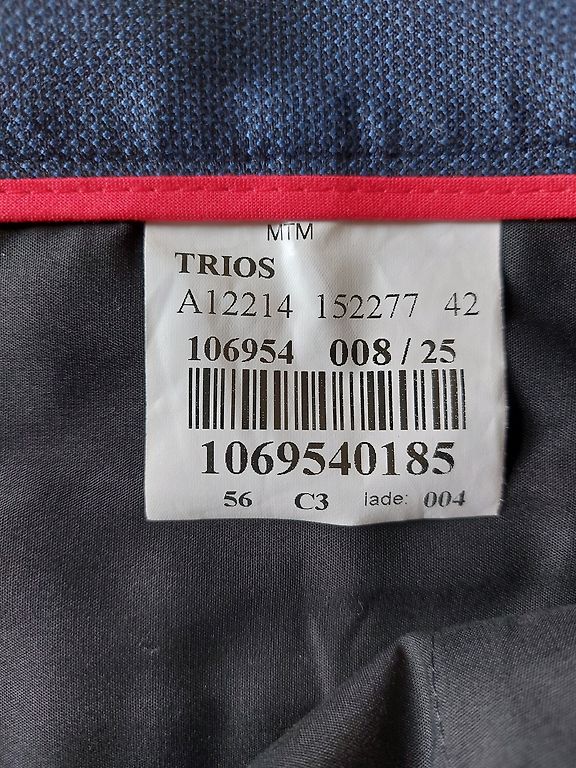 MTM
TRIOS
A12214 152277 42
106954 008 / 25
1069540185
56 C3 lade: 004